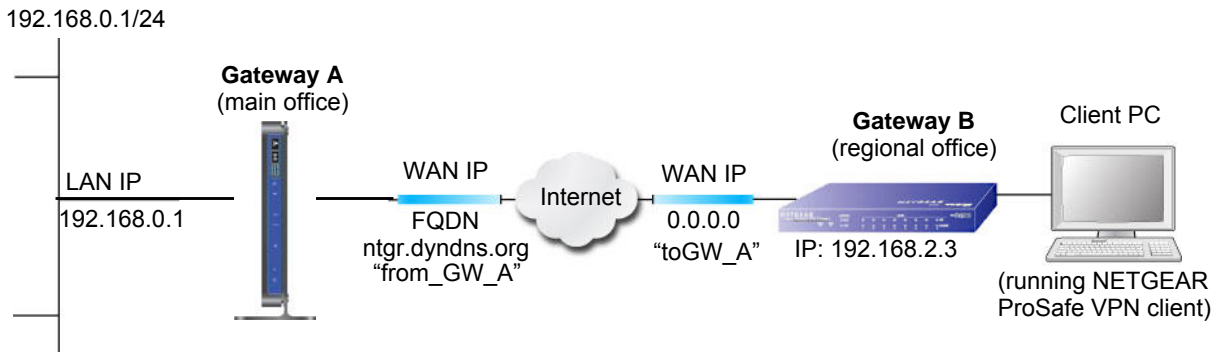 192.168.0.1/24
Gateway A
(main office)
LAN IP
192.168.0.1
WAN IP
FQDN
ntgr.dyndns.org
“from_GW_A”
Internet
WAN IP
0.0.0.0
“toGW_A”
Gateway B
(regional office)
NETGEAR
IP: 192.168.2.3
Client PC
(running NETGEAR
ProSafe VPN client)